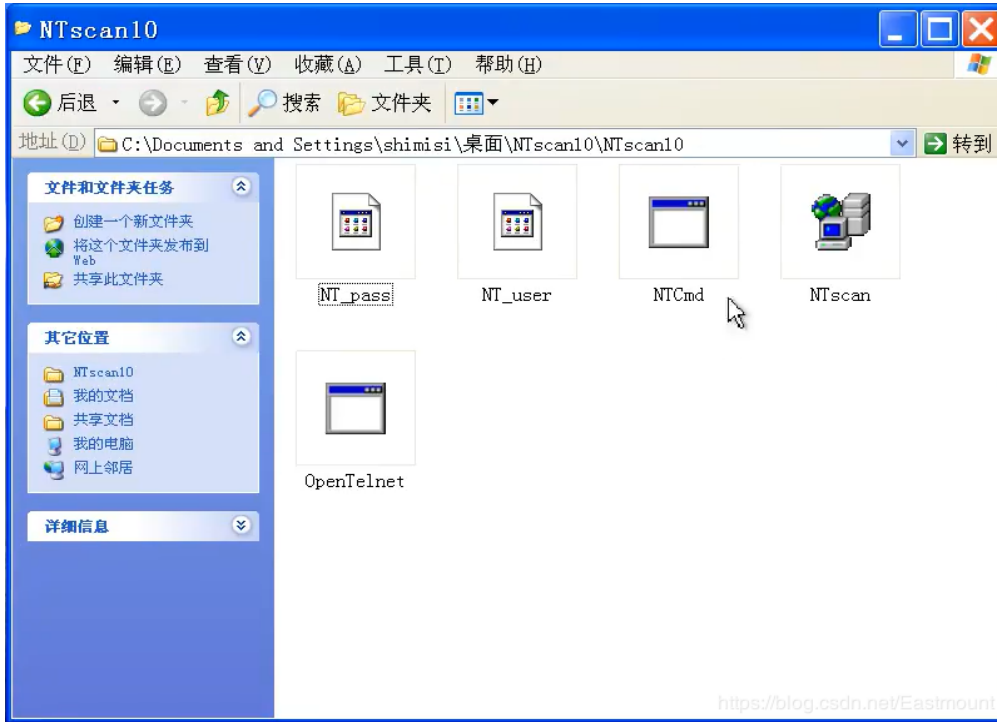 NTscan10
文件(F) 编辑(E) 查看(V) 收藏(A) 工具(T) 帮助(H)
后退 搜索 文件夹
地址(D) C:\Documents and Settings\shimisi\桌面\NTscan10\NTscan10 转到
文件和文件夹任务
创建一个新文件夹
将这个文件夹发布到
Web
共享此文件夹
其它位置
NTscan10
我的文档
共享文档
我的电脑
网上邻居
详细信息
NT_pass NT_user NTCmd NTscan
OpenTelnet
https://blog.csdn.net/Eastmount